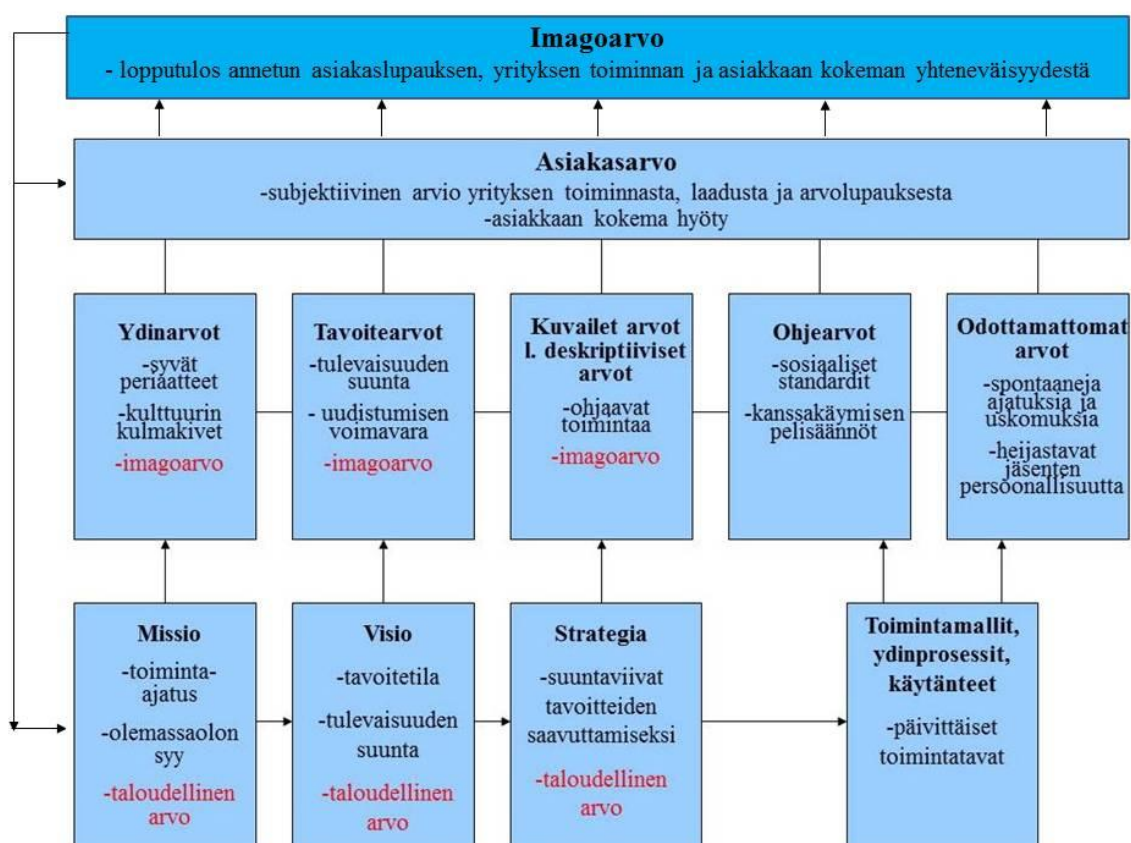 Imagoarvo
- lopputulos annetun asiakaslupauksen, yrityksen toiminnan ja asiakkaan kokeman yhteneväisyydestä
Asiakasarvo
-subjektiivinen arvio yrityksen toiminnasta, laadusta ja arvolupauksesta
-asiakkaan kokema hyöty
Ydinarvot
-syvät
periaatteet
-kulttuurin
kulmakivet
-imagoarvo
Tavoitearvot
-tulevaisuuden
suunta
- uudistumisen
voimavara
-imagoarvo
Kuvailet arvot
l. deskriptiiviset
arvot
-ohjaavat
toimintaa
-imagoarvo
Ohjearvot
-sosiaaliset
standardit
-kanssakäymisen
pelisäännöt
Odottamattomat
arvot
-spontaaneja
ajatuksia ja
uskomuksia
-heijastavat
jäsenten
persoonallisuutta
Missio
-toiminta-
ajatus
-olemassaolon
syy
-taloudellinen
arvo
Visio
-tavoitetila
-tulevaisuuden
suunta
-taloudellinen
arvo
Strategia
-suuntaviivat
tavoitteiden
saavuttamiseksi
-taloudellinen
arvo
Toimintamallit,
ydinprosessit,
käytänteet
-päivittäiset
toimintatavat